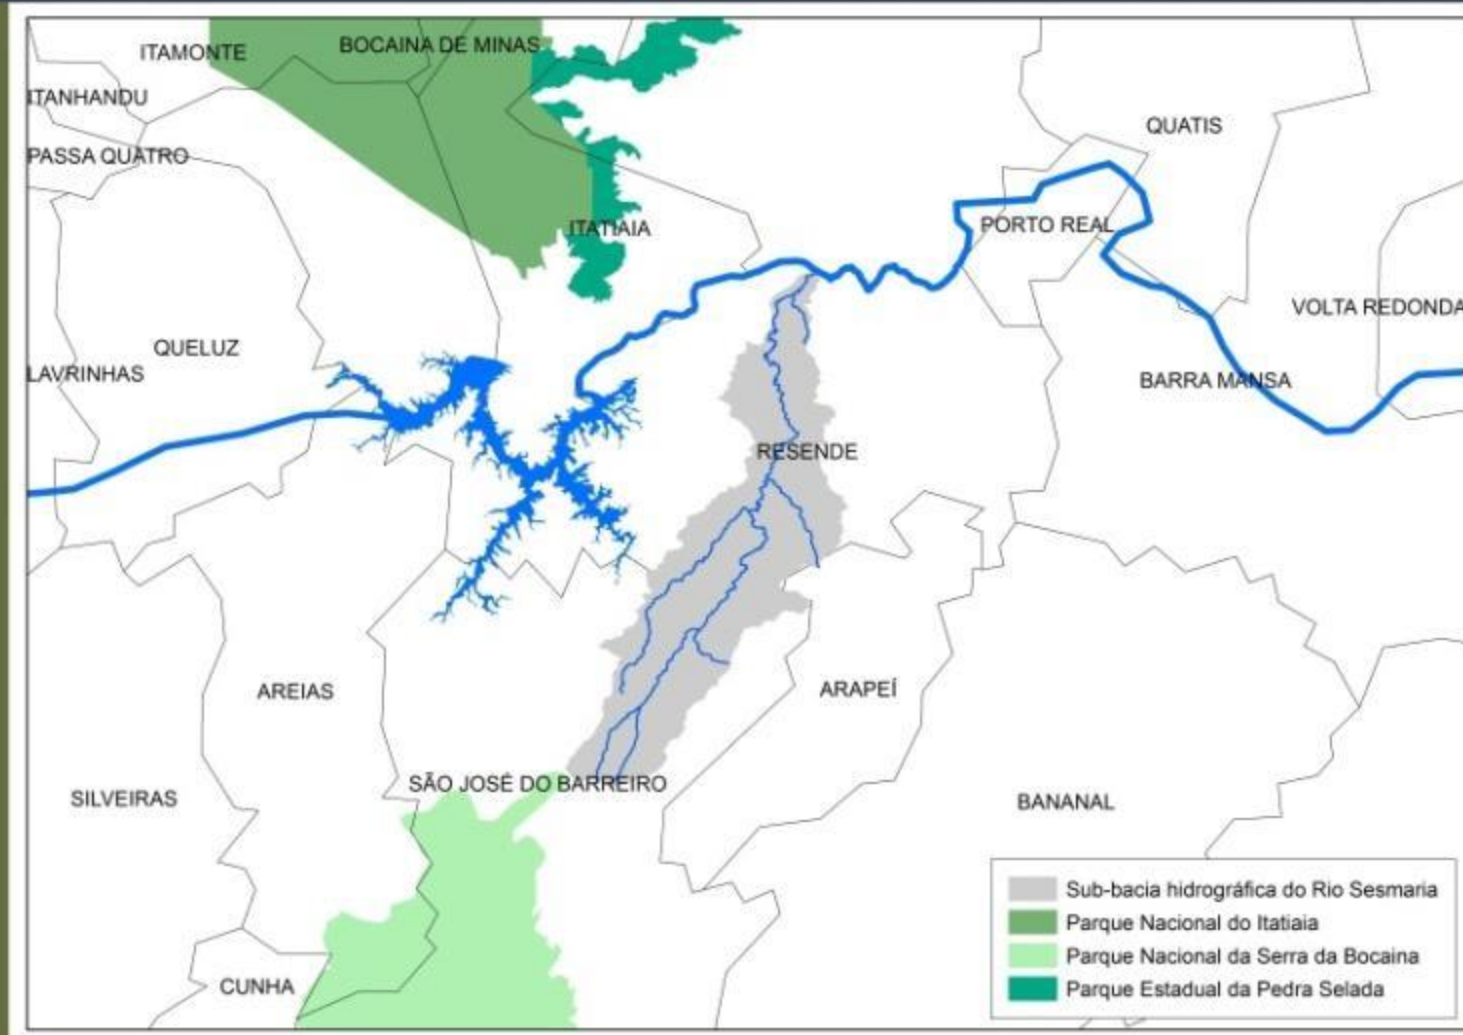 BOCAINA DE MINAS
ITAMONTE
ITANHANDU
QUATIS
PASSA QUATRO
PORTO REAL
ITATIAIA
VOLTA REDONDA
QUELUZ
LAVRINHAS
BARRA MANSA
RESENDE
AREIAS
ARAPEÍ
SÃO JOSÉ DO BARREIRO
SILVEIRAS
BANANAL
Sub-bacia hidrográfica do Rio Sesmaria
Parque Nacional do Itatiaia
Parque Nacional da Serra da Bocaina
CUNHA
Parque Estadual da Pedra Selada